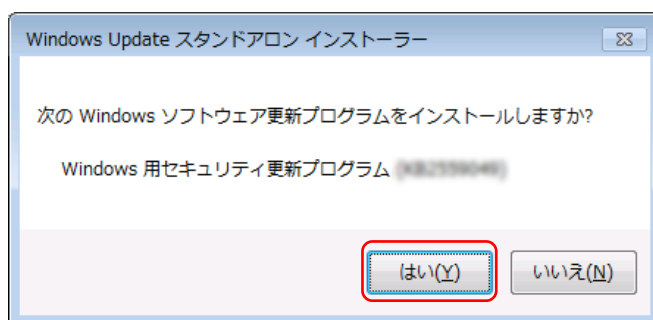 Windows Update スタンドアロン インストーラー
次の Windows ソフトウェア更新プログラムをインストールしますか?
Windows 用セキュリティ更新プログラム
はい(Y)
いいえ(N)